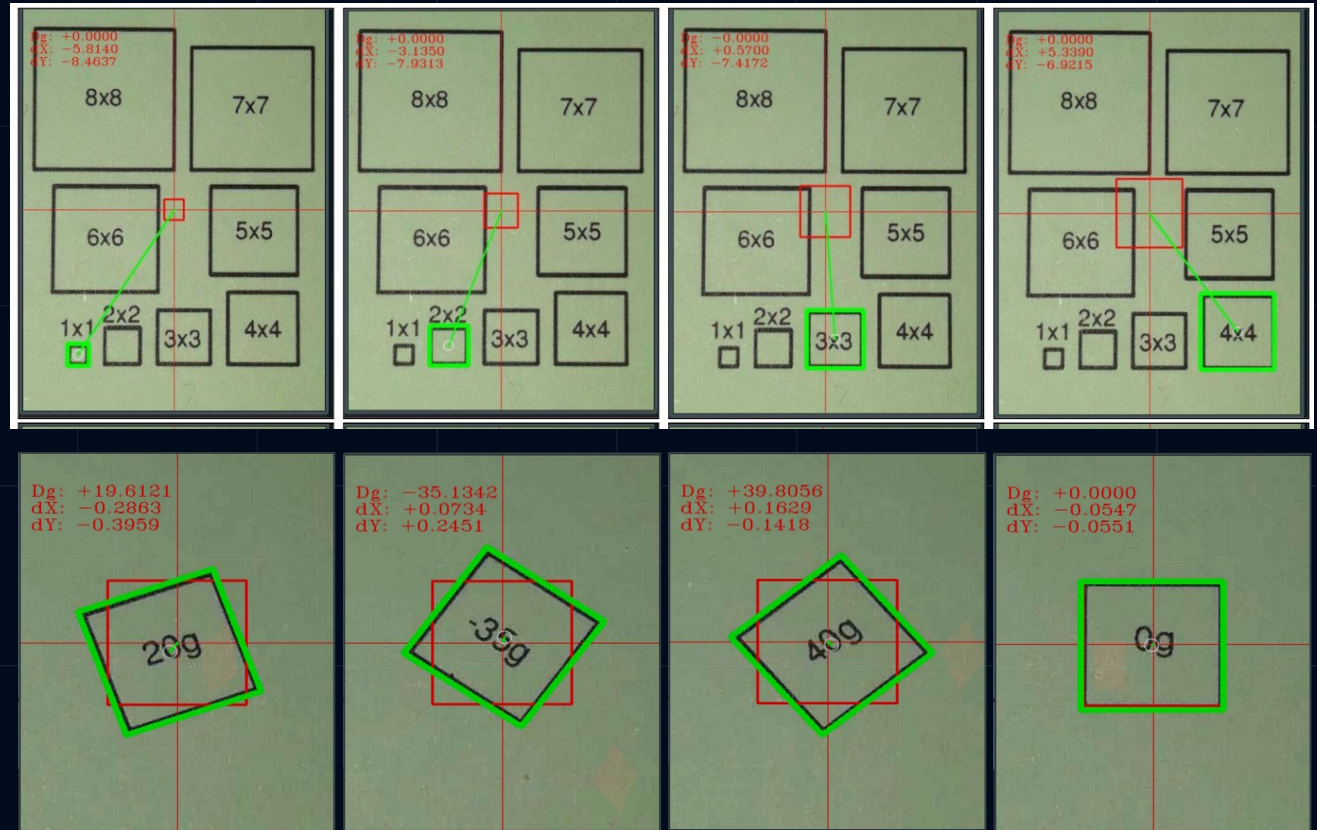 Dg: +0.0000
dX: −5.8140
dY: −8.4637
8x8
7x7
6x6
5x5
2x2
1x1
3x3
4x4
Dg: +0.0000
dX: −3.1350
dY: −7.9313
8x8
7x7
6x6
5x5
2x2
1x1
3x3
4x4
Dg: −0.0000
dX: +0.5700
dY: −7.4172
8x8
7x7
6x6
5x5
2x2
1x1
3x3
4x4
Dg: +0.0000
dX: +5.3390
dY: −6.9215
8x8
7x7
6x6
5x5
2x2
1x1
3x3
4x4
Dg: +19.6121
dX: −0.2863
dY: −0.3959
20g
Dg: −35.1342
dX: +0.0734
dY: +0.2451
-35g
Dg: +39.8056
dX: +0.1629
dY: −0.1418
40g
Dg: +0.0000
dX: −0.0547
dY: −0.0551
0g